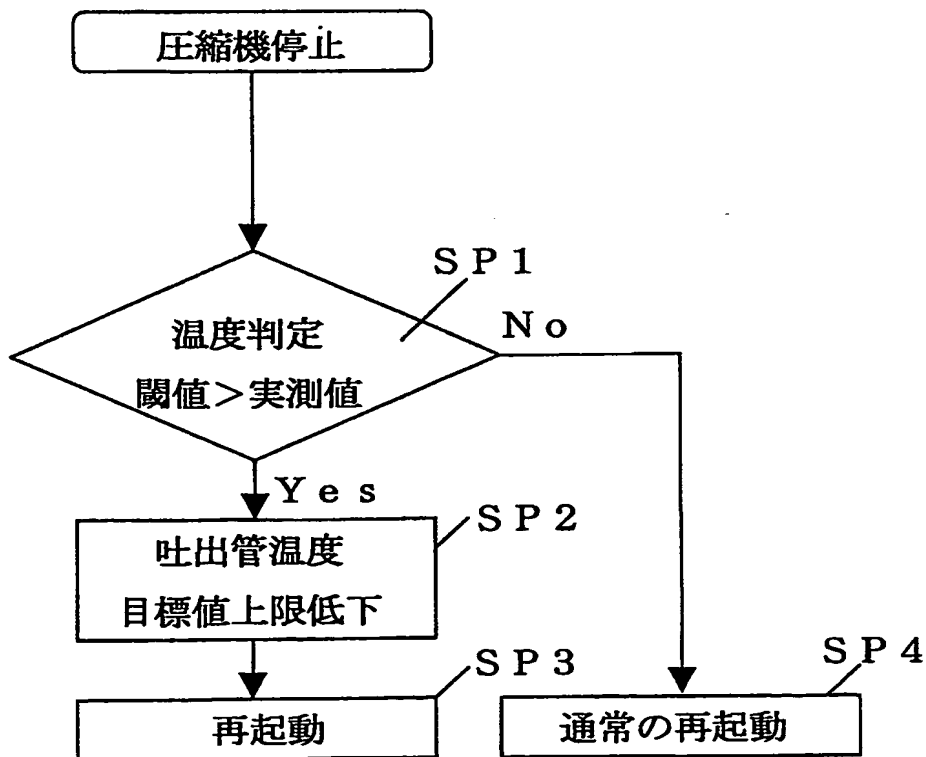 圧縮機停止
SP1
温度判定
閾値>実測値
No
Yes
SP2
吐出管温度
目標値上限低下
SP3
再起動
SP4
通常の再起動